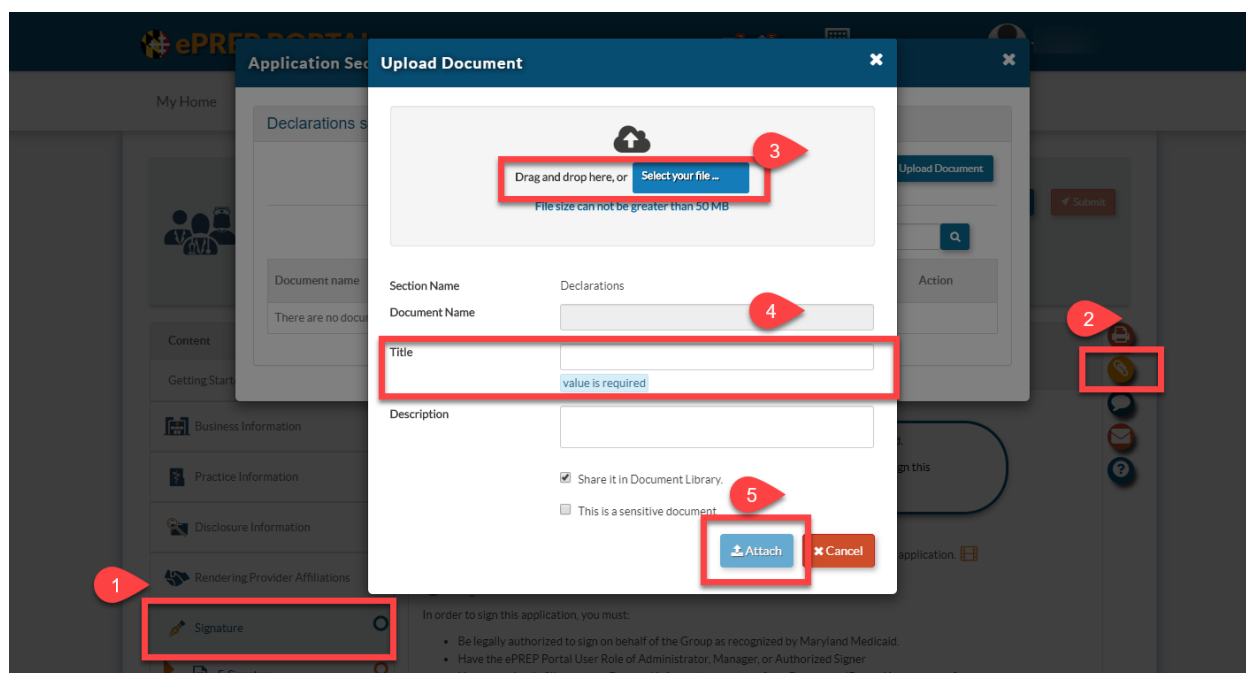 ePREP PORTAL
Application Sec
Upload Document
My Home
Declarations s
3
Drag and drop here, or Select your file ...
Upload Document
File size can not be greater than 50 MB
Submit
Document name
Section Name Declarations
Action
Document Name
4
There are no docu
2
Content
Title
Getting Start
value is required
Description
Business Information
gn this
Practice Information
Share it in Document Library.
5
This is a sensitive document
Disclosure Information
Attach
Cancel
application.
1
Rendering Provider Affiliations
In order to sign this application, you must:
Signature
• Be legally authorized to sign on behalf of the Group as recognized by Maryland Medicaid.
• Have the ePREP Portal User Role of Administrator, Manager, or Authorized Signer